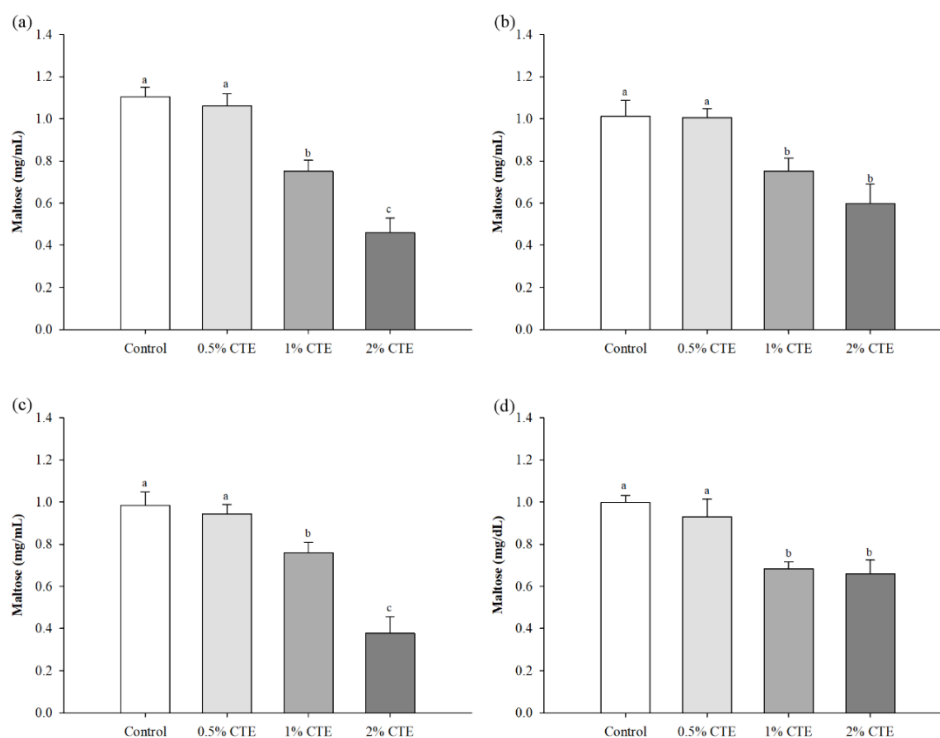 (a)
Maltose (mg/mL)
1.4
1.2
1.0
0.8
0.6
0.4
0.2
0.0
a
a
b
c
Control 0.5% CTE 1% CTE 2% CTE
(b)
Maltose (mg/mL)
1.4
1.2
1.0
0.8
0.6
0.4
0.2
0.0
a
a
b
b
Control 0.5% CTE 1% CTE 2% CTE
(c)
Maltose (mg/mL)
1.4
1.2
1.0
0.8
0.6
0.4
0.2
0.0
a
a
b
c
Control 0.5% CTE 1% CTE 2% CTE
(d)
Maltose (mg/dL)
1.4
1.2
1.0
0.8
0.6
0.4
0.2
0.0
a
a
b
b
Control 0.5% CTE 1% CTE 2% CTE